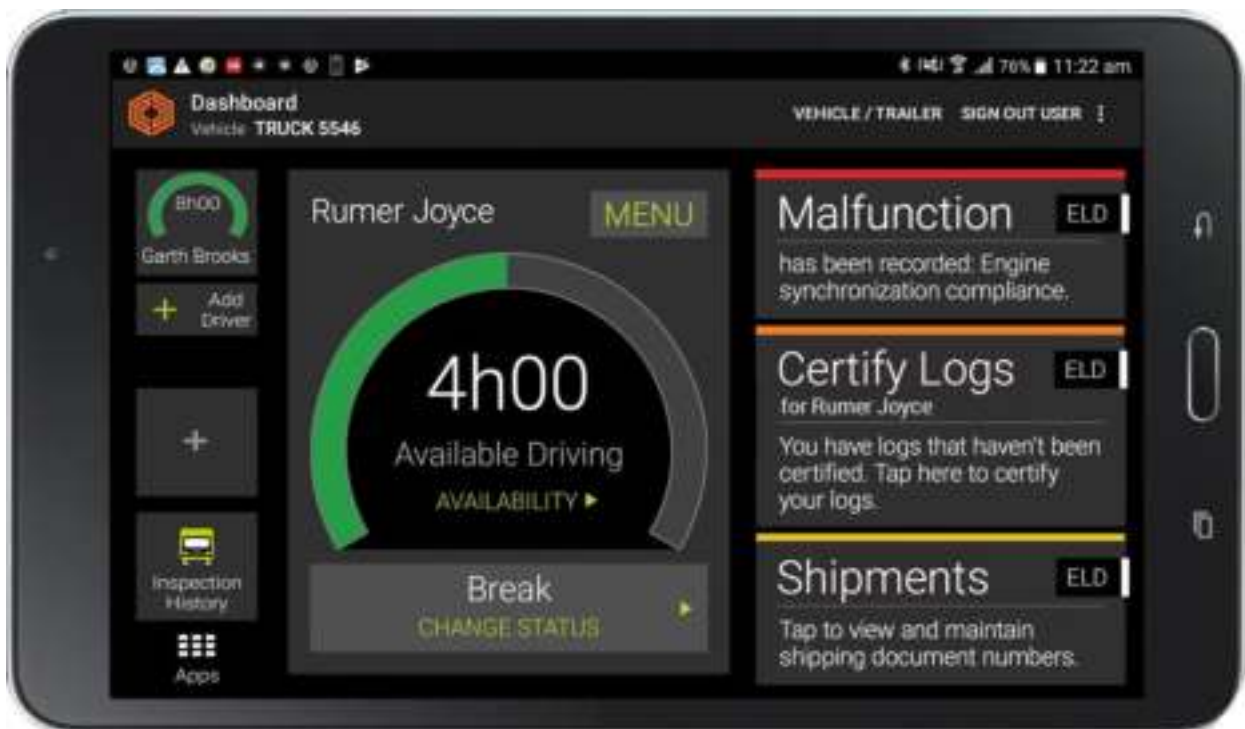 76% 11:22 am
Dashboard
Vehicle TRUCK 5546
VEHICLE / TRAILER SIGN OUT USER
8h00
Garth Brooks
+ Add
Driver
+
Inspection
History
Apps
Rumer Joyce MENU
4h00
Available Driving
AVAILABILITY
Break
CHANGE STATUS
Malfunction ELD
has been recorded: Engine
synchronization compliance.
Certify Logs ELD
for Rumer Joyce
You have logs that haven't been
certified. Tap here to certify
your logs.
Shipments ELD
Tap to view and maintain
shipping document numbers.